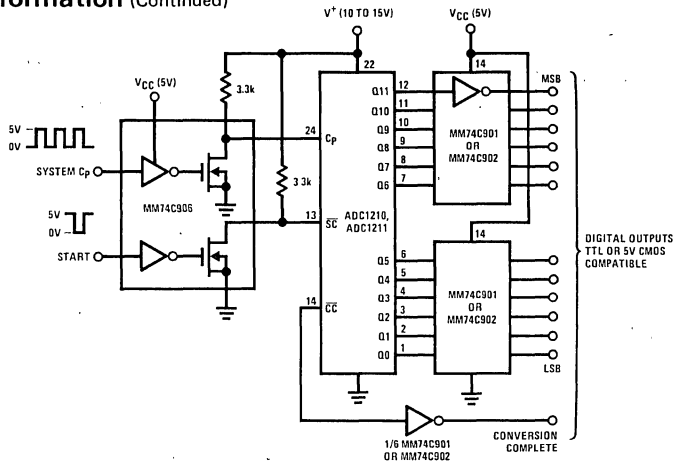 formation (Continued)
V+ (10 TO 15V)
VCC (5V)
22
14
3.3k
VCC (5V)
5V
0V
24
CP
SYSTEM CP
MM74C906
3.3k
5V
0V
START
13
SC
ADC1210,
ADC1211
14
CC
Q11
12
Q10
11
Q9
10
Q8
9
Q7
8
Q6
7
MM74C901
OR
MM74C902
MSB
14
Q5
6
Q4
5
Q3
4
Q2
3
Q1
2
Q0
1
MM74C901
OR
MM74C902
LSB
DIGITAL OUTPUTS
TTL OR 5V CMOS
COMPATIBLE
1/6 MM74C901
OR MM74C902
CONVERSION
COMPLETE